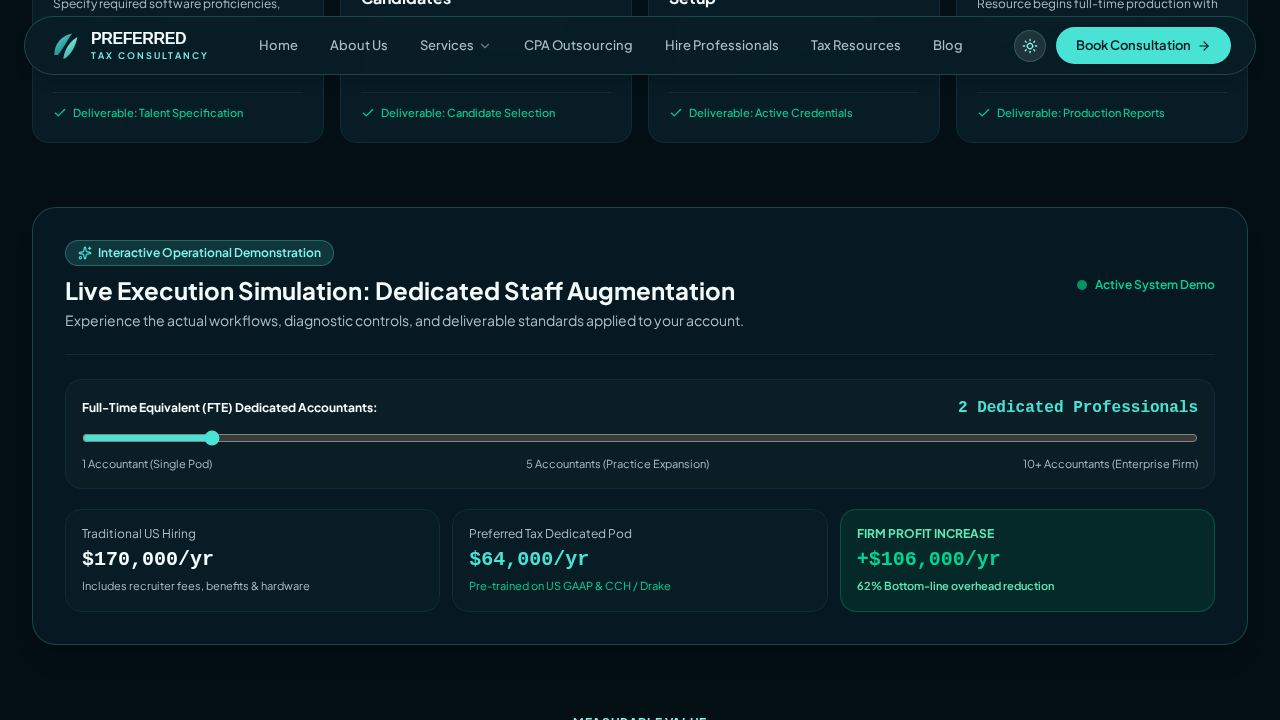 Specify required software proficiencies,
Candidates
Setup
Resource begins full-time production with
PREFERRED
TAX CONSULTANCY
Home
About Us
Services
CPA Outsourcing
Hire Professionals
Tax Resources
Blog
Book Consultation
Deliverable: Talent Specification
Deliverable: Candidate Selection
Deliverable: Active Credentials
Deliverable: Production Reports
Interactive Operational Demonstration
Live Execution Simulation: Dedicated Staff Augmentation
Active System Demo
Experience the actual workflows, diagnostic controls, and deliverable standards applied to your account.
Full-Time Equivalent (FTE) Dedicated Accountants:
2 Dedicated Professionals
1 Accountant (Single Pod)
5 Accountants (Practice Expansion)
10+ Accountants (Enterprise Firm)
Traditional US Hiring
$170,000/yr
Includes recruiter fees, benefits & hardware
Preferred Tax Dedicated Pod
$64,000/yr
Pre-trained on US GAAP & CCH / Drake
FIRM PROFIT INCREASE
+$106,000/yr
62% Bottom-line overhead reduction
MEASURABLE VALUE